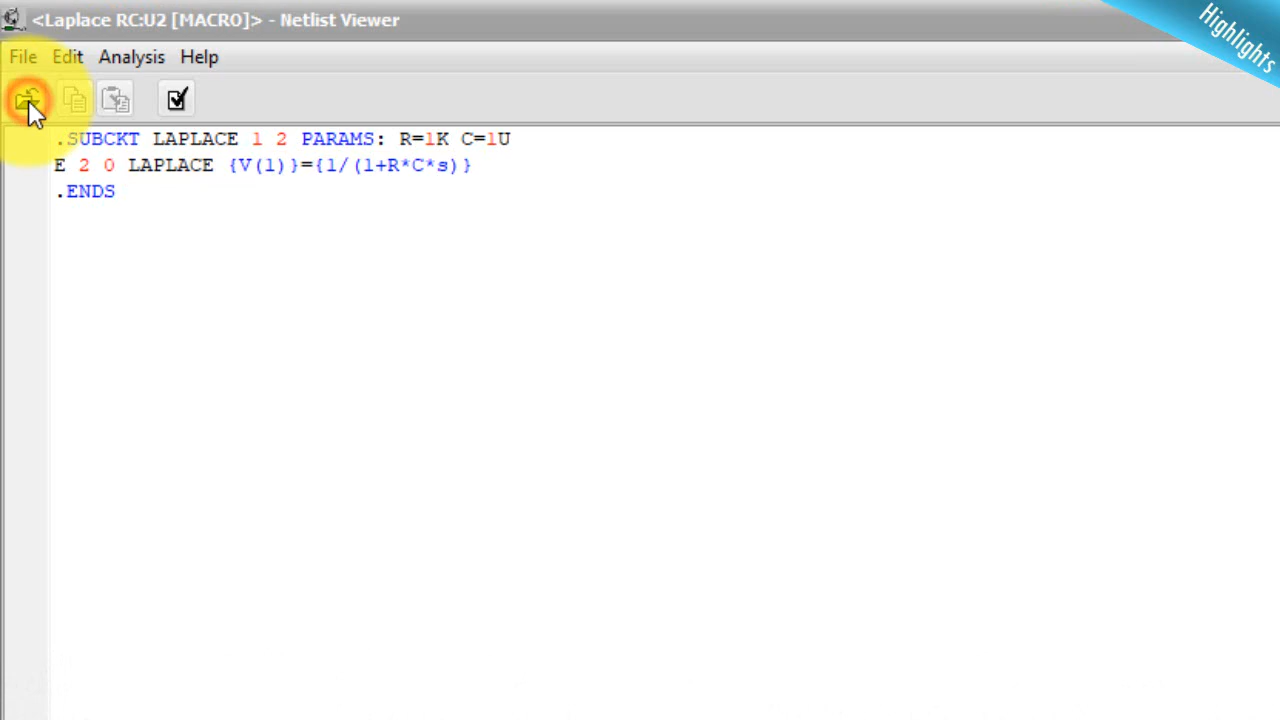 <Laplace RC:U2 [MACRO]> - Netlist Viewer
Highlights
File Edit Analysis Help
.SUBCKT LAPLACE 1 2 PARAMS: R=1K C=1U
E 2 0 LAPLACE {V(1)}={1/(1+R*C*s)}
.ENDS